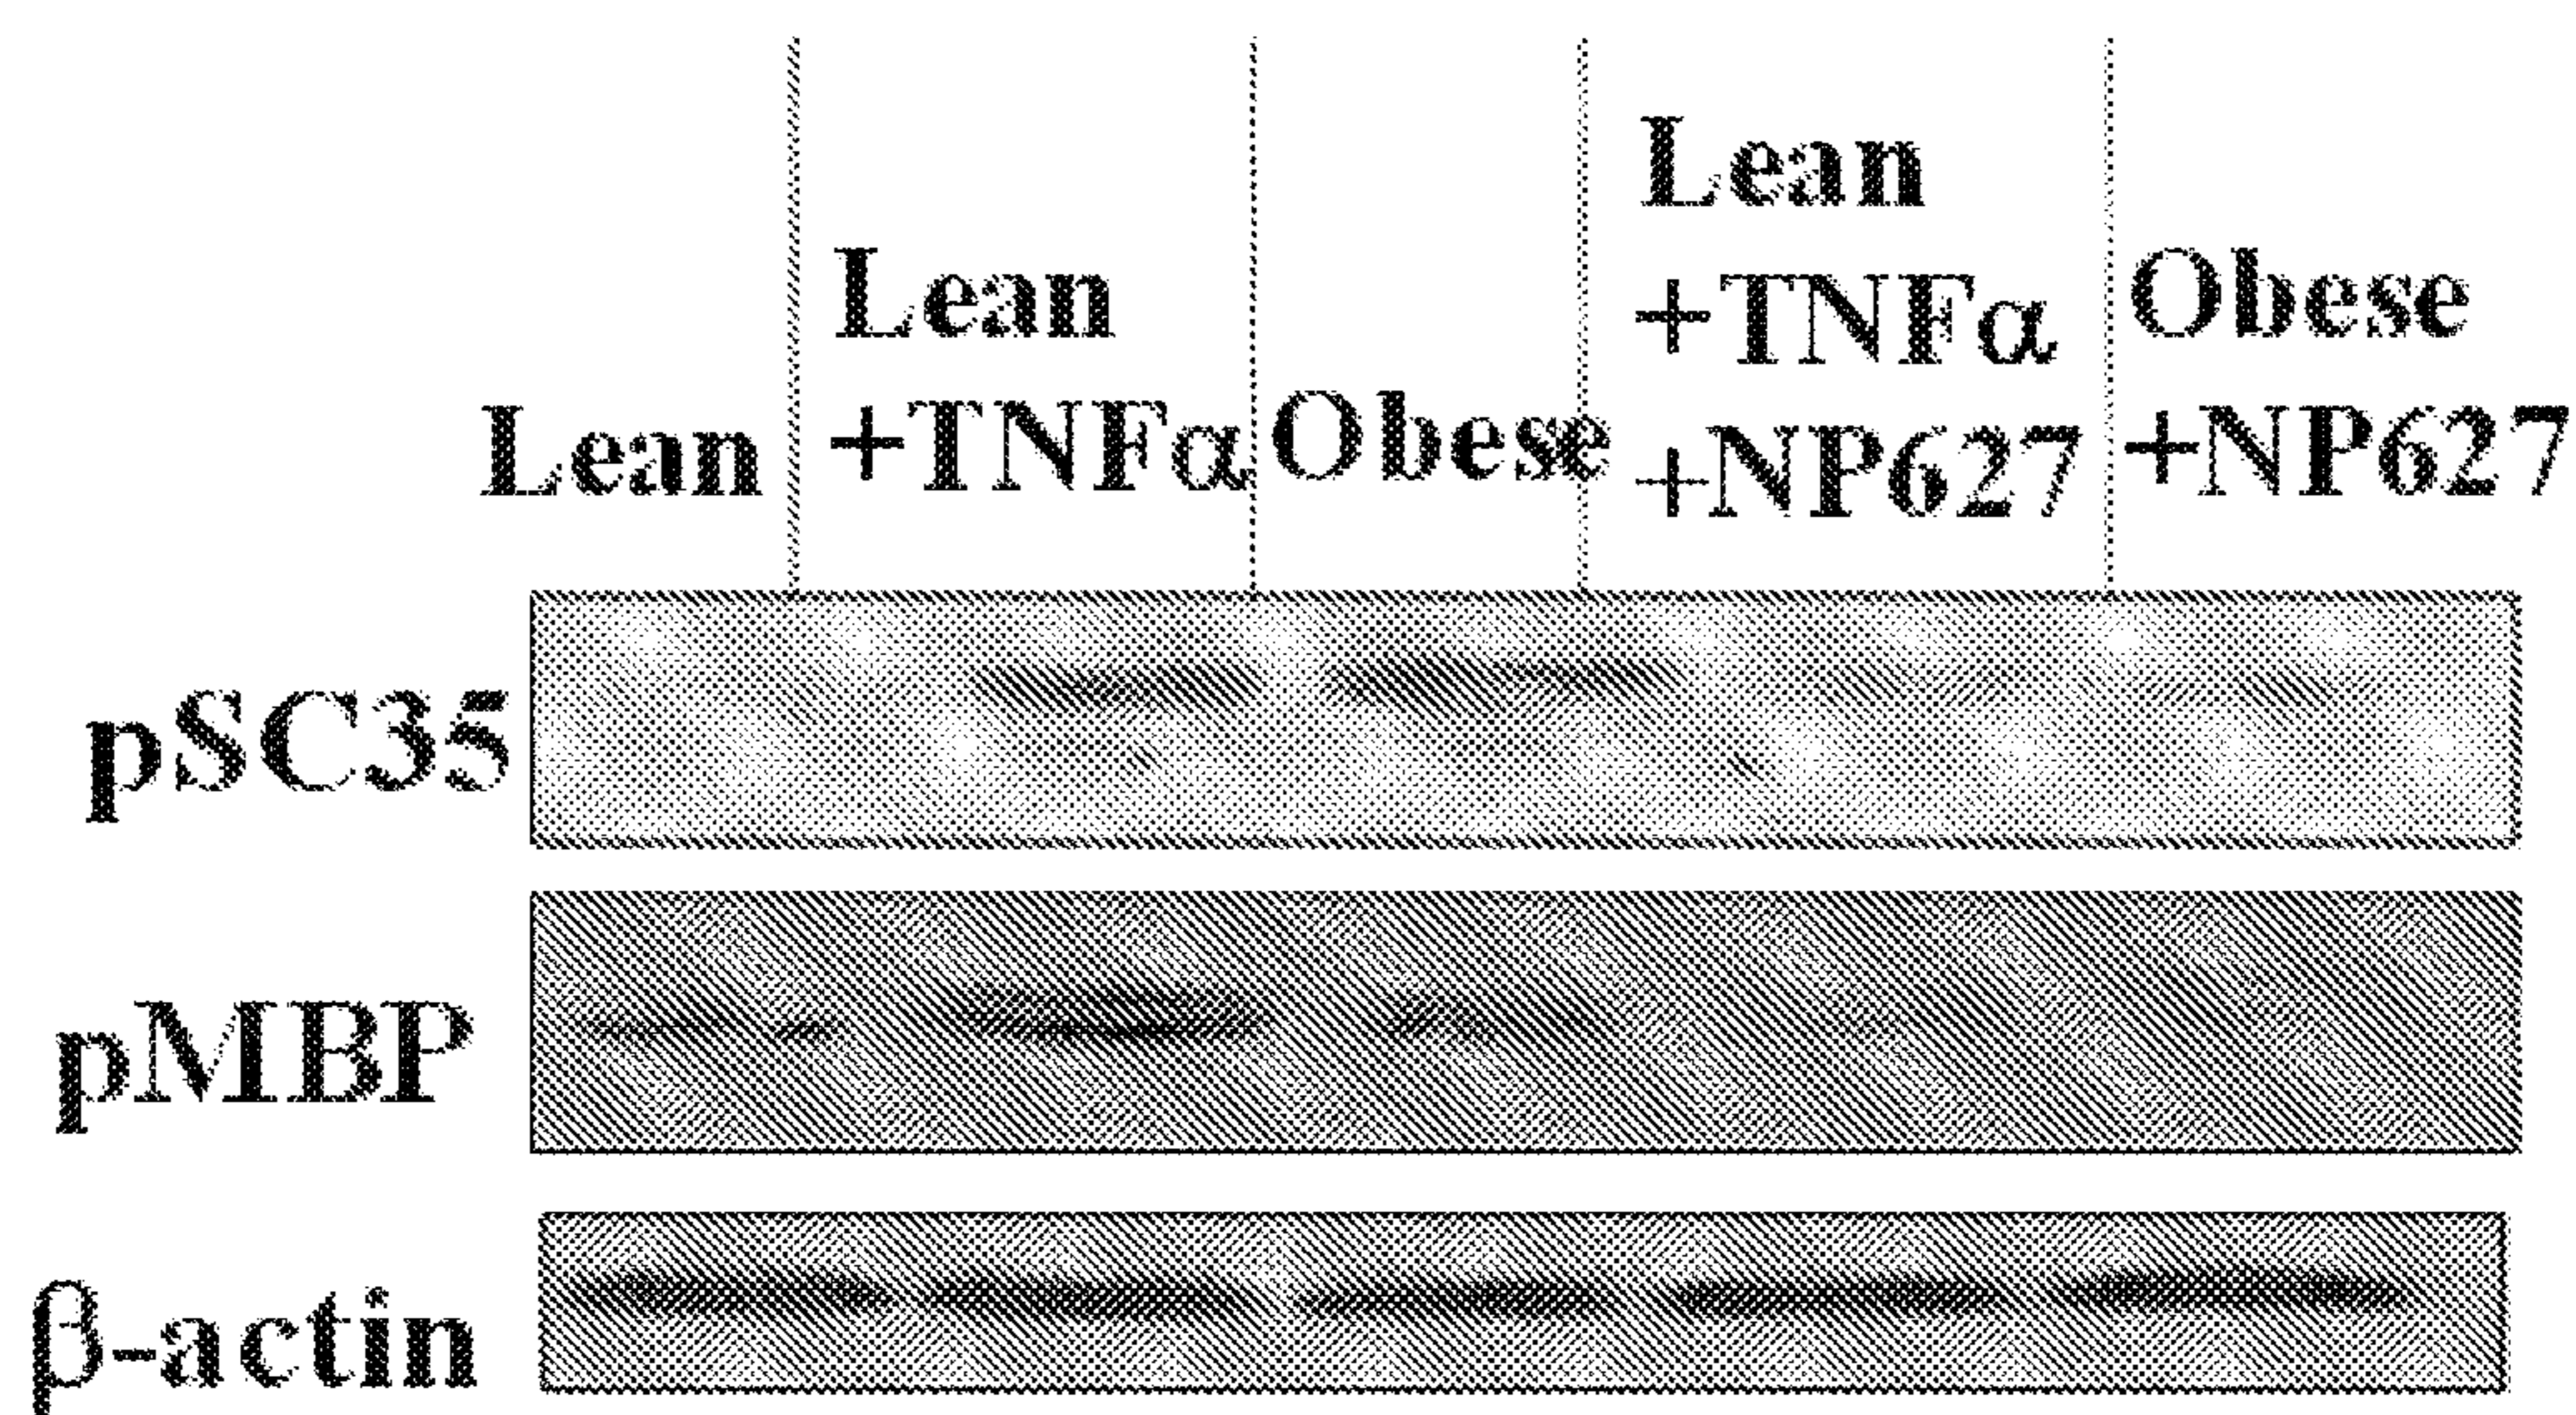 Lean
Lean
+TNFα
Obese
Lean
+TNFα
+NP627
Obese
+NP627
pSC35
pMBP
β-actin